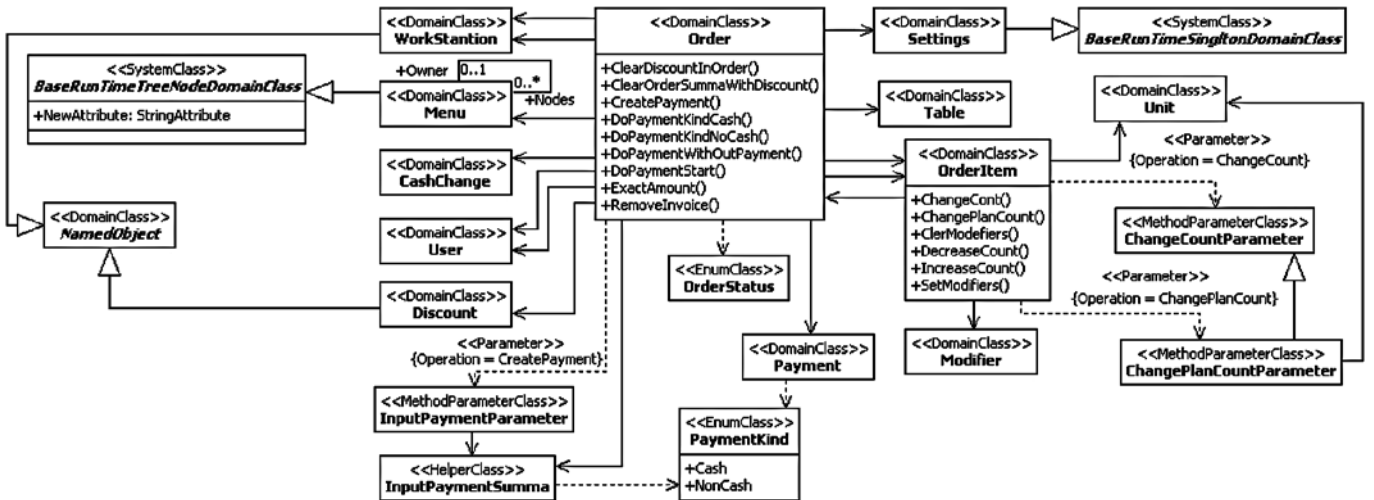 <<DomainClass>>
WorkStantion
<<SystemClass>>
BaseRunTimeTreeNodeDomainClass
+NewAttribute: StringAttribute
+Owner
0..1
0..*
+Nodes
<<DomainClass>>
Menu
<<DomainClass>>
CashChange
<<DomainClass>>
NamedObject
<<DomainClass>>
User
<<DomainClass>>
Discount
<<DomainClass>>
Order
+ClearDiscountInOrder()
+ClearOrderSummaWithDiscount()
+CreatePayment()
+DoPaymentKindCash()
+DoPaymentKindNoCash()
+DoPaymentWithOutPayment()
+DoPaymentStart()
+ExactAmount()
+RemoveInvoice()
<<DomainClass>>
Settings
<<SystemClass>>
BaseRunTimeSingltonDomainClass
<<DomainClass>>
Table
<<DomainClass>>
Unit
<<Parameter>>
{Operation = ChangeCount}
<<DomainClass>>
OrderItem
+ChangeCont()
+ChangePlanCount()
+ClerModefiers()
+DecreaseCount()
+IncreaseCount()
+SetModifiers()
<<MethodParameterClass>>
ChangeCountParameter
<<Parameter>>
{Operation = ChangePlanCount}
<<EnumClass>>
OrderStatus
<<Parameter>>
{Operation = CreatePayment}
<<DomainClass>>
Payment
<<DomainClass>>
Modifier
<<MethodParameterClass>>
ChangePlanCountParameter
<<MethodParameterClass>>
InputPaymentParameter
<<EnumClass>>
PaymentKind
+Cash
+NonCash
<<HelperClass>>
InputPaymentSumma